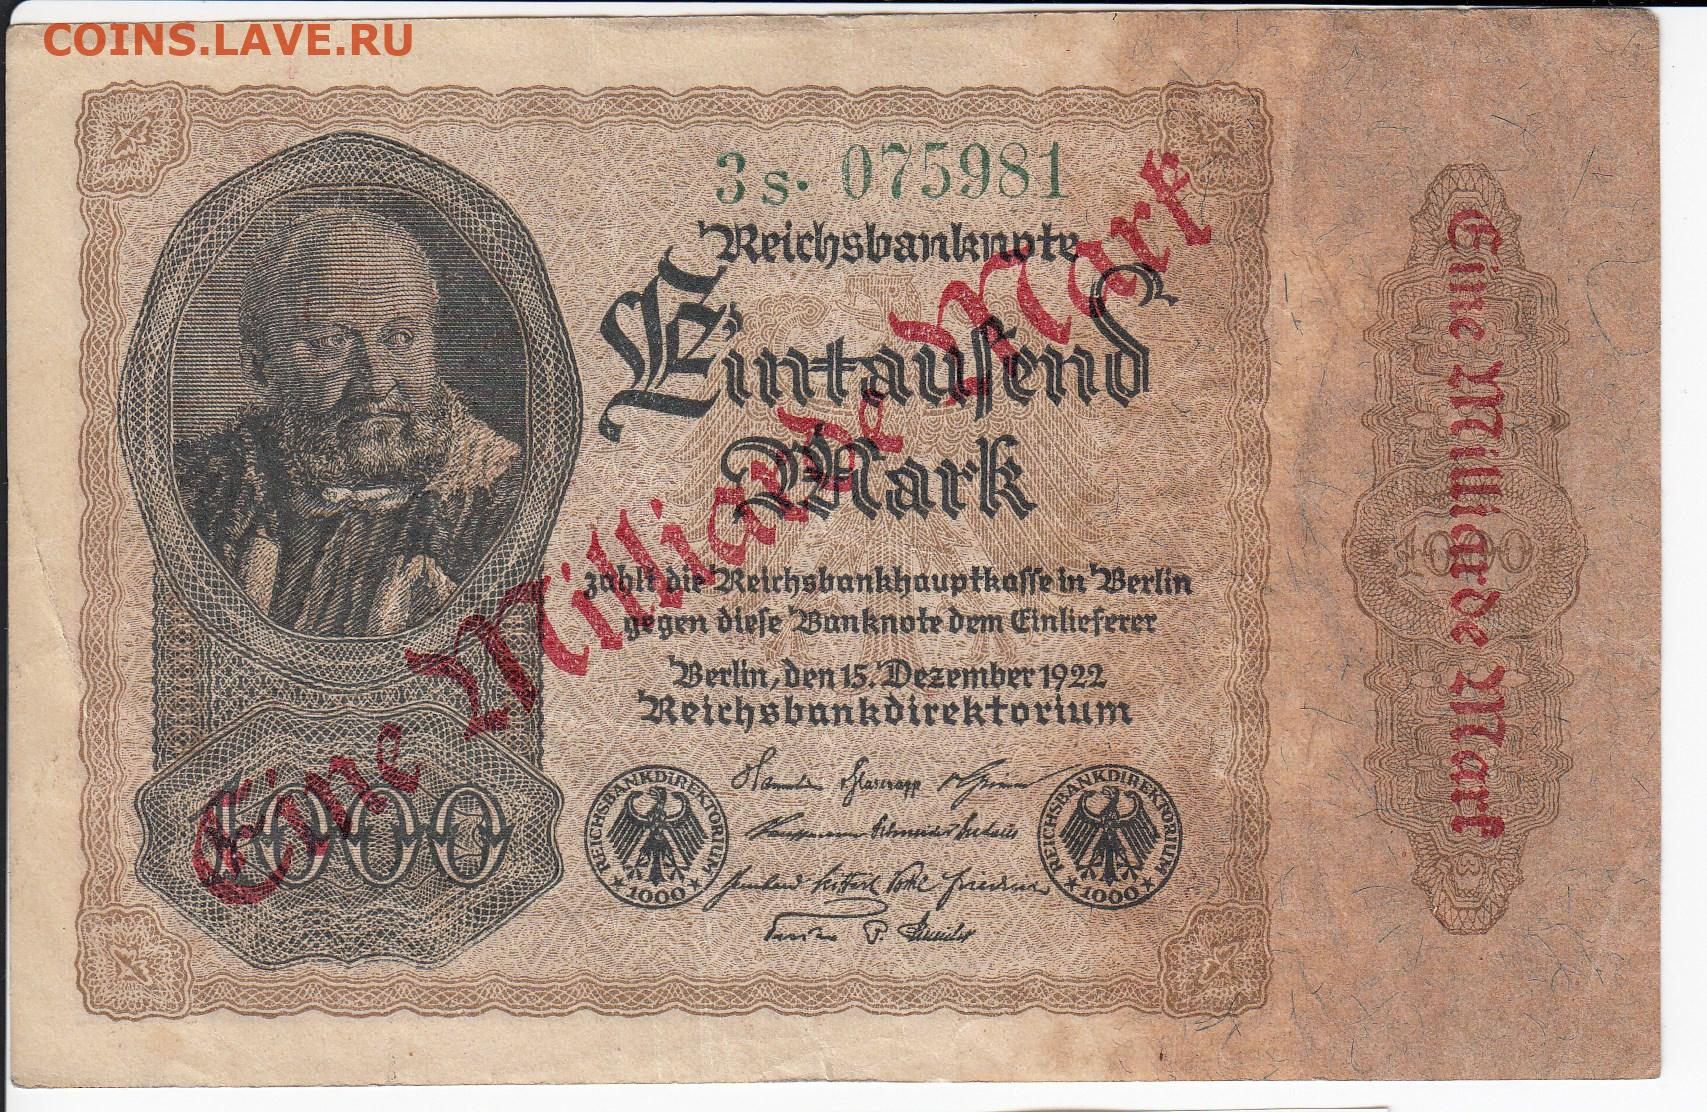 COINS.LAVE.RU
3s· 075981
Reichsbanknote
Eintausend
Mark
zahlt die Reichsbankhauptkasse in Berlin
gegen diese Banknote dem Einlieferer
Berlin, den 15. Dezember 1922
Reichsbankdirektorium
Eine Milliarde Mark
1000
REICHSBANKDIREKTORIUM
1000
REICHSBANKDIREKTORIUM
1000
Eine Milliarde Mark
1000